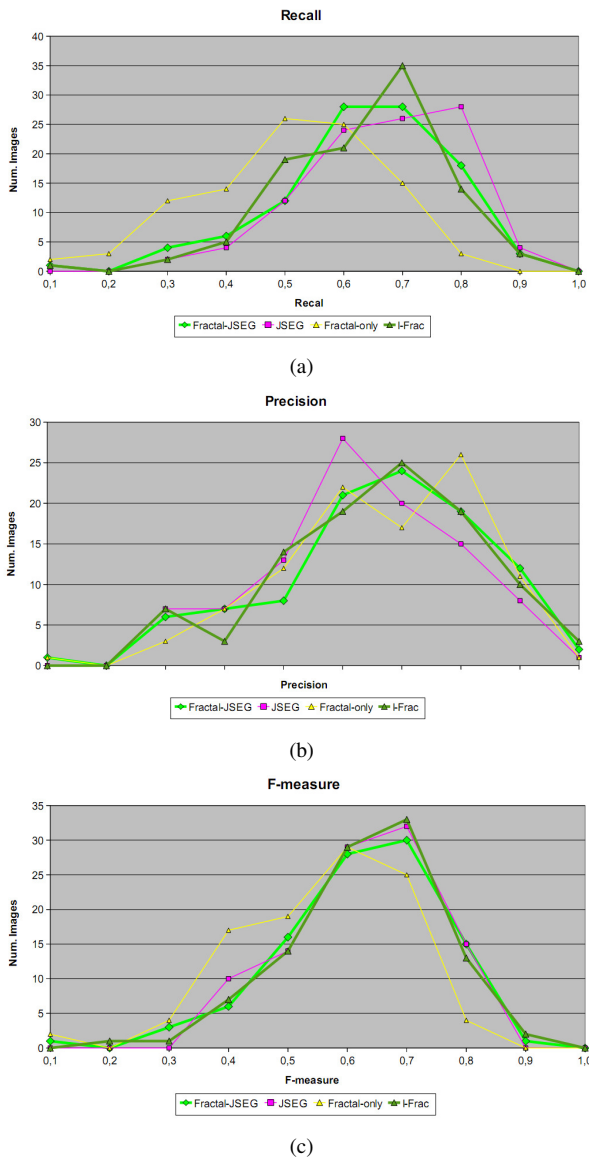 Recall
40
35
30
25
20
15
10
5
0
Num. Images
0,1 0,2 0,3 0,4 0,5 0,6 0,7 0,8 0,9 1,0
Recal
Fractal-JSEG JSEG Fractal-only I-Frac
(a)
Precision
30
25
20
15
10
5
0
Num. Images
Precision
Fractal-JSEG JSEG Fractal-only I-Frac
(b)
F-measure
35
30
25
20
15
10
5
0
Num. Images
0,1 0,2 0,3 0,4 0,5 0,6 0,7 0,8 0,9 1,0
F-measure
Fractal-JSEG JSEG Fractal-only I-Frac
(c)